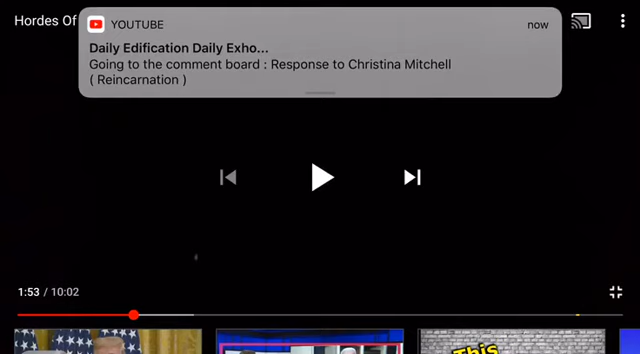 Hordes Of
YOUTUBE
now
Daily Edification Daily Exho...
Going to the comment board : Response to Christina Mitchell
( Reincarnation )
1:53 / 10:02
This